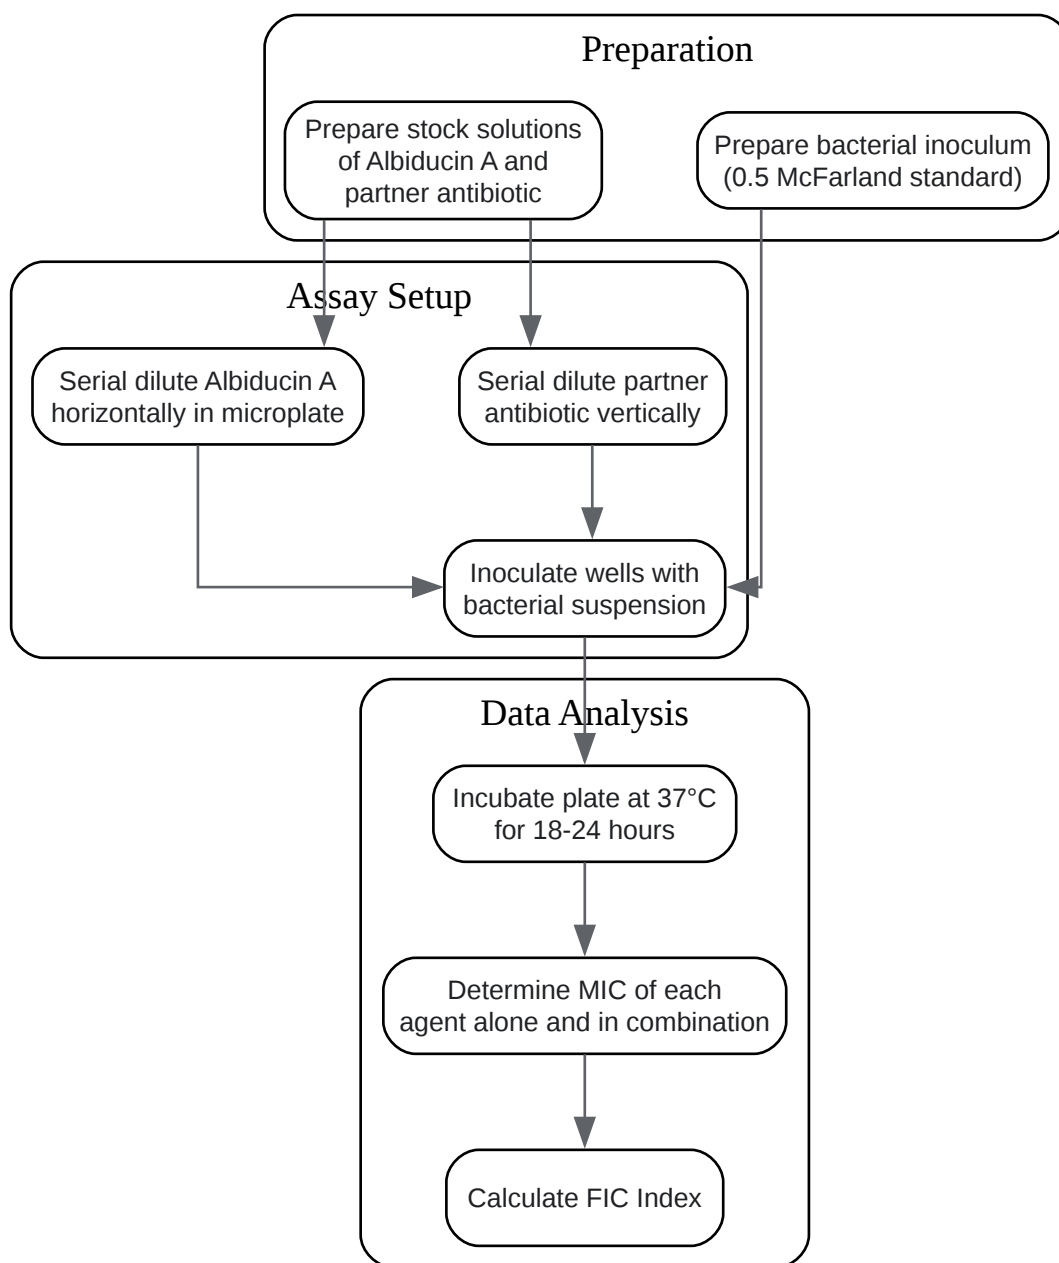 Preparation
Prepare stock solutions
of Albiducin A and
partner antibiotic
Prepare bacterial inoculum
(0.5 McFarland standard)
Assay Setup
Serial dilute Albiducin A
horizontally in microplate
Serial dilute partner
antibiotic vertically
Inoculate wells with
bacterial suspension
Data Analysis
Incubate plate at 37°C
for 18-24 hours
Determine MIC of each
agent alone and in combination
Calculate FIC Index